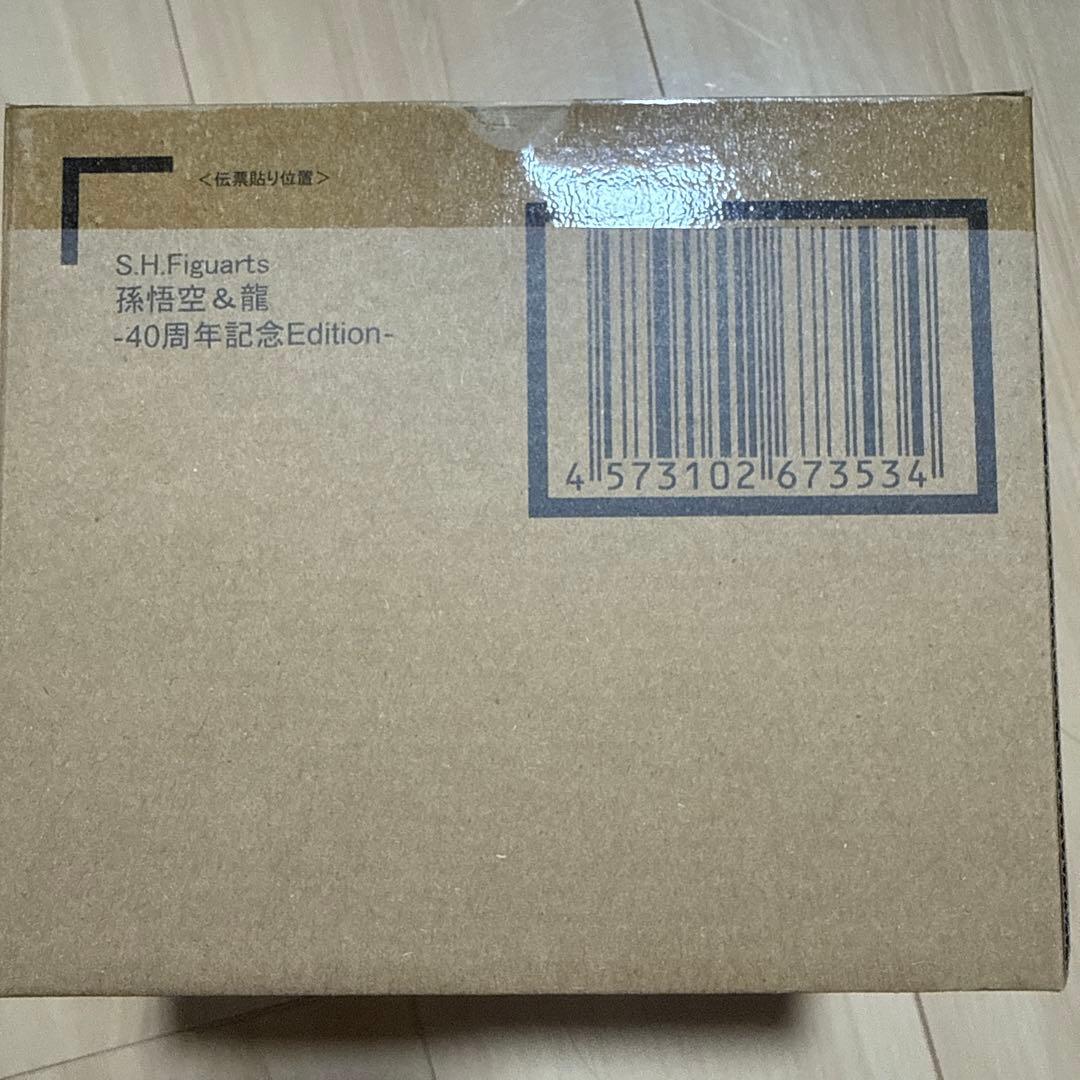 <伝票貼り位置>
S.H.Figuarts
孫悟空&龍
-40周年記念Edition-
4 573102 673534